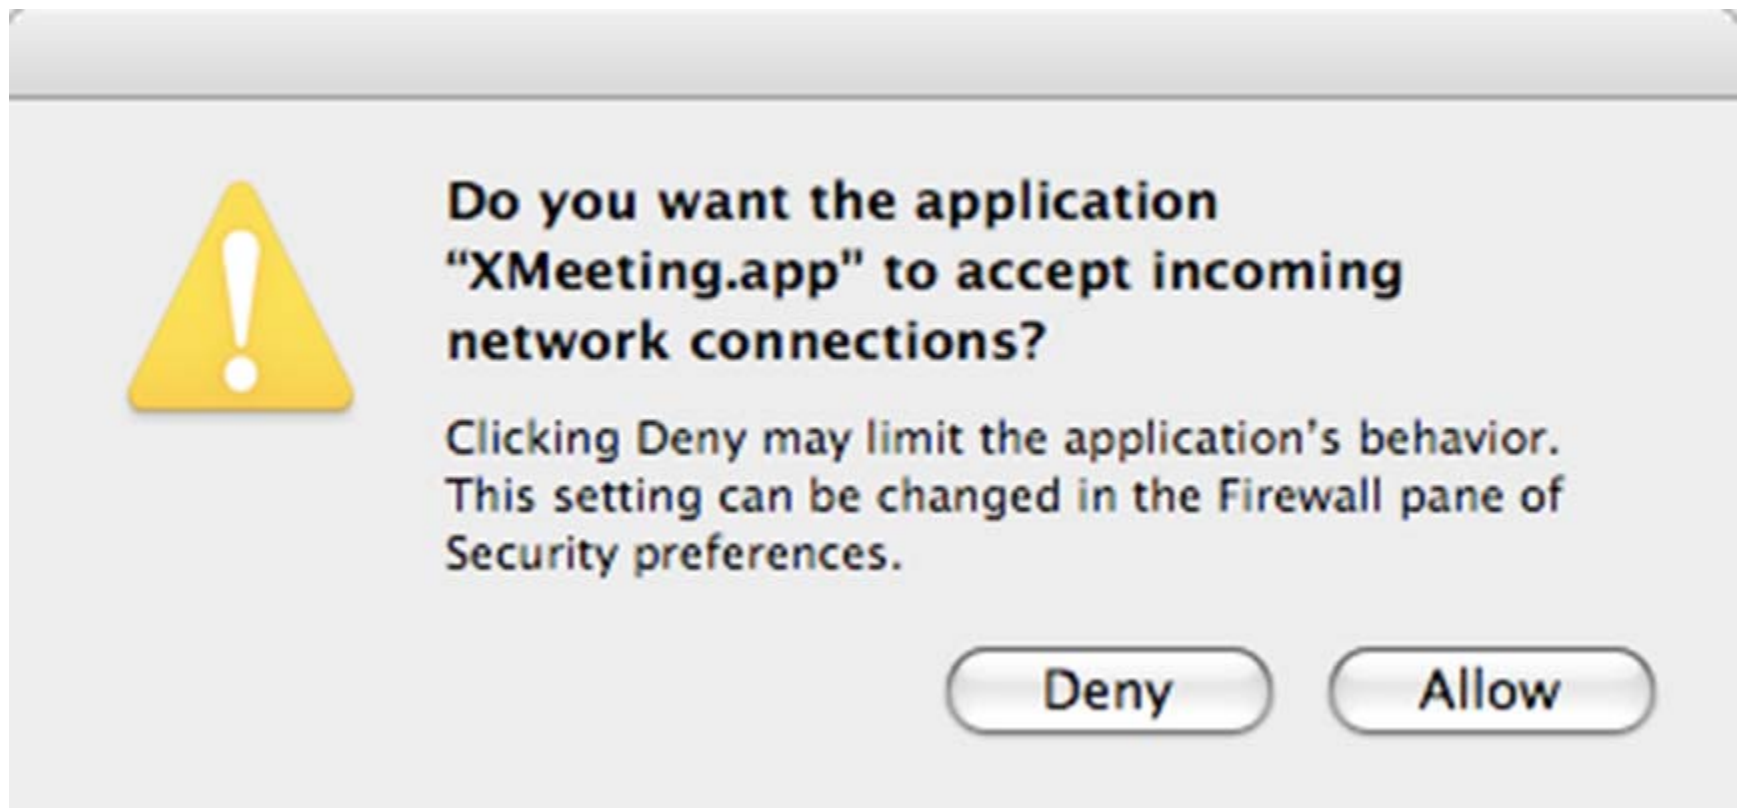 Do you want the application
“XMeeting.app” to accept incoming
network connections?
Clicking Deny may limit the application’s behavior.
This setting can be changed in the Firewall pane of
Security preferences.
Deny
Allow